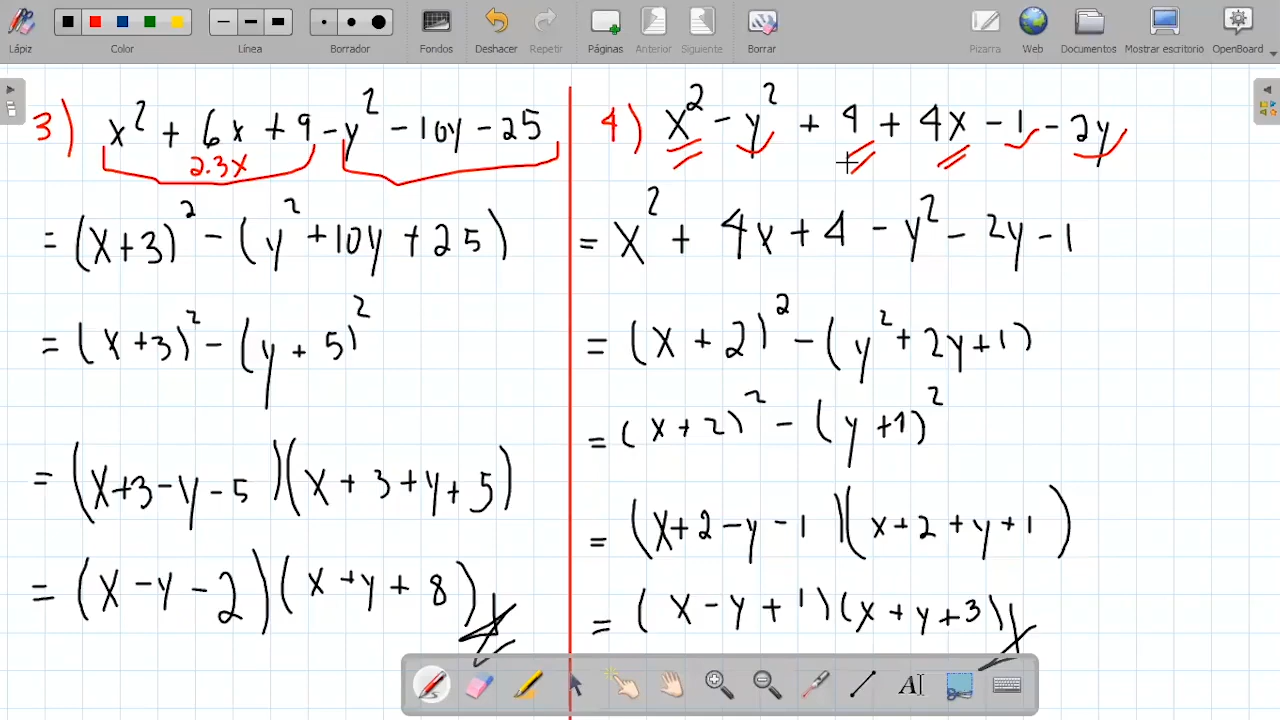 Lápiz Color Línea Borrador Fondos Deshacer Repetir Páginas Anterior Siguiente Borrar Pizarra Web Documentos Mostrar escritorio OpenBoard
3) x² + 6x + 9 - y² - 10y - 25
2.3x
= (x+3)² - (y² + 10y + 25)
= (x+3)² - (y + 5)²
= (x+3-y-5)(x+3+y+5)
= (x-y-2)(x+y+8)
4) x² - y² + 4 + 4x - 1 - 2y
= x² + 4x + 4 - y² - 2y - 1
= (x + 2)² - (y² + 2y + 1)
= (x+2)² - (y+1)²
= (x+2-y-1)(x+2+y+1)
= (x-y+1)(x+y+3)
A